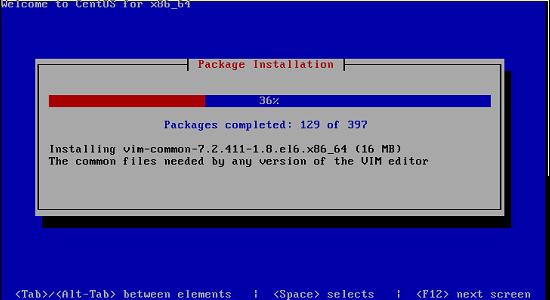 Welcome to CentOS for x86_64
Package Installation
36%
Packages completed: 129 of 397
Installing vim-common-7.2.411-1.8.el6.x86_64 (16 MB)
The common files needed by any version of the VIM editor
<Tab>/<Alt-Tab> between elements | <Space> selects | <F12> next screen